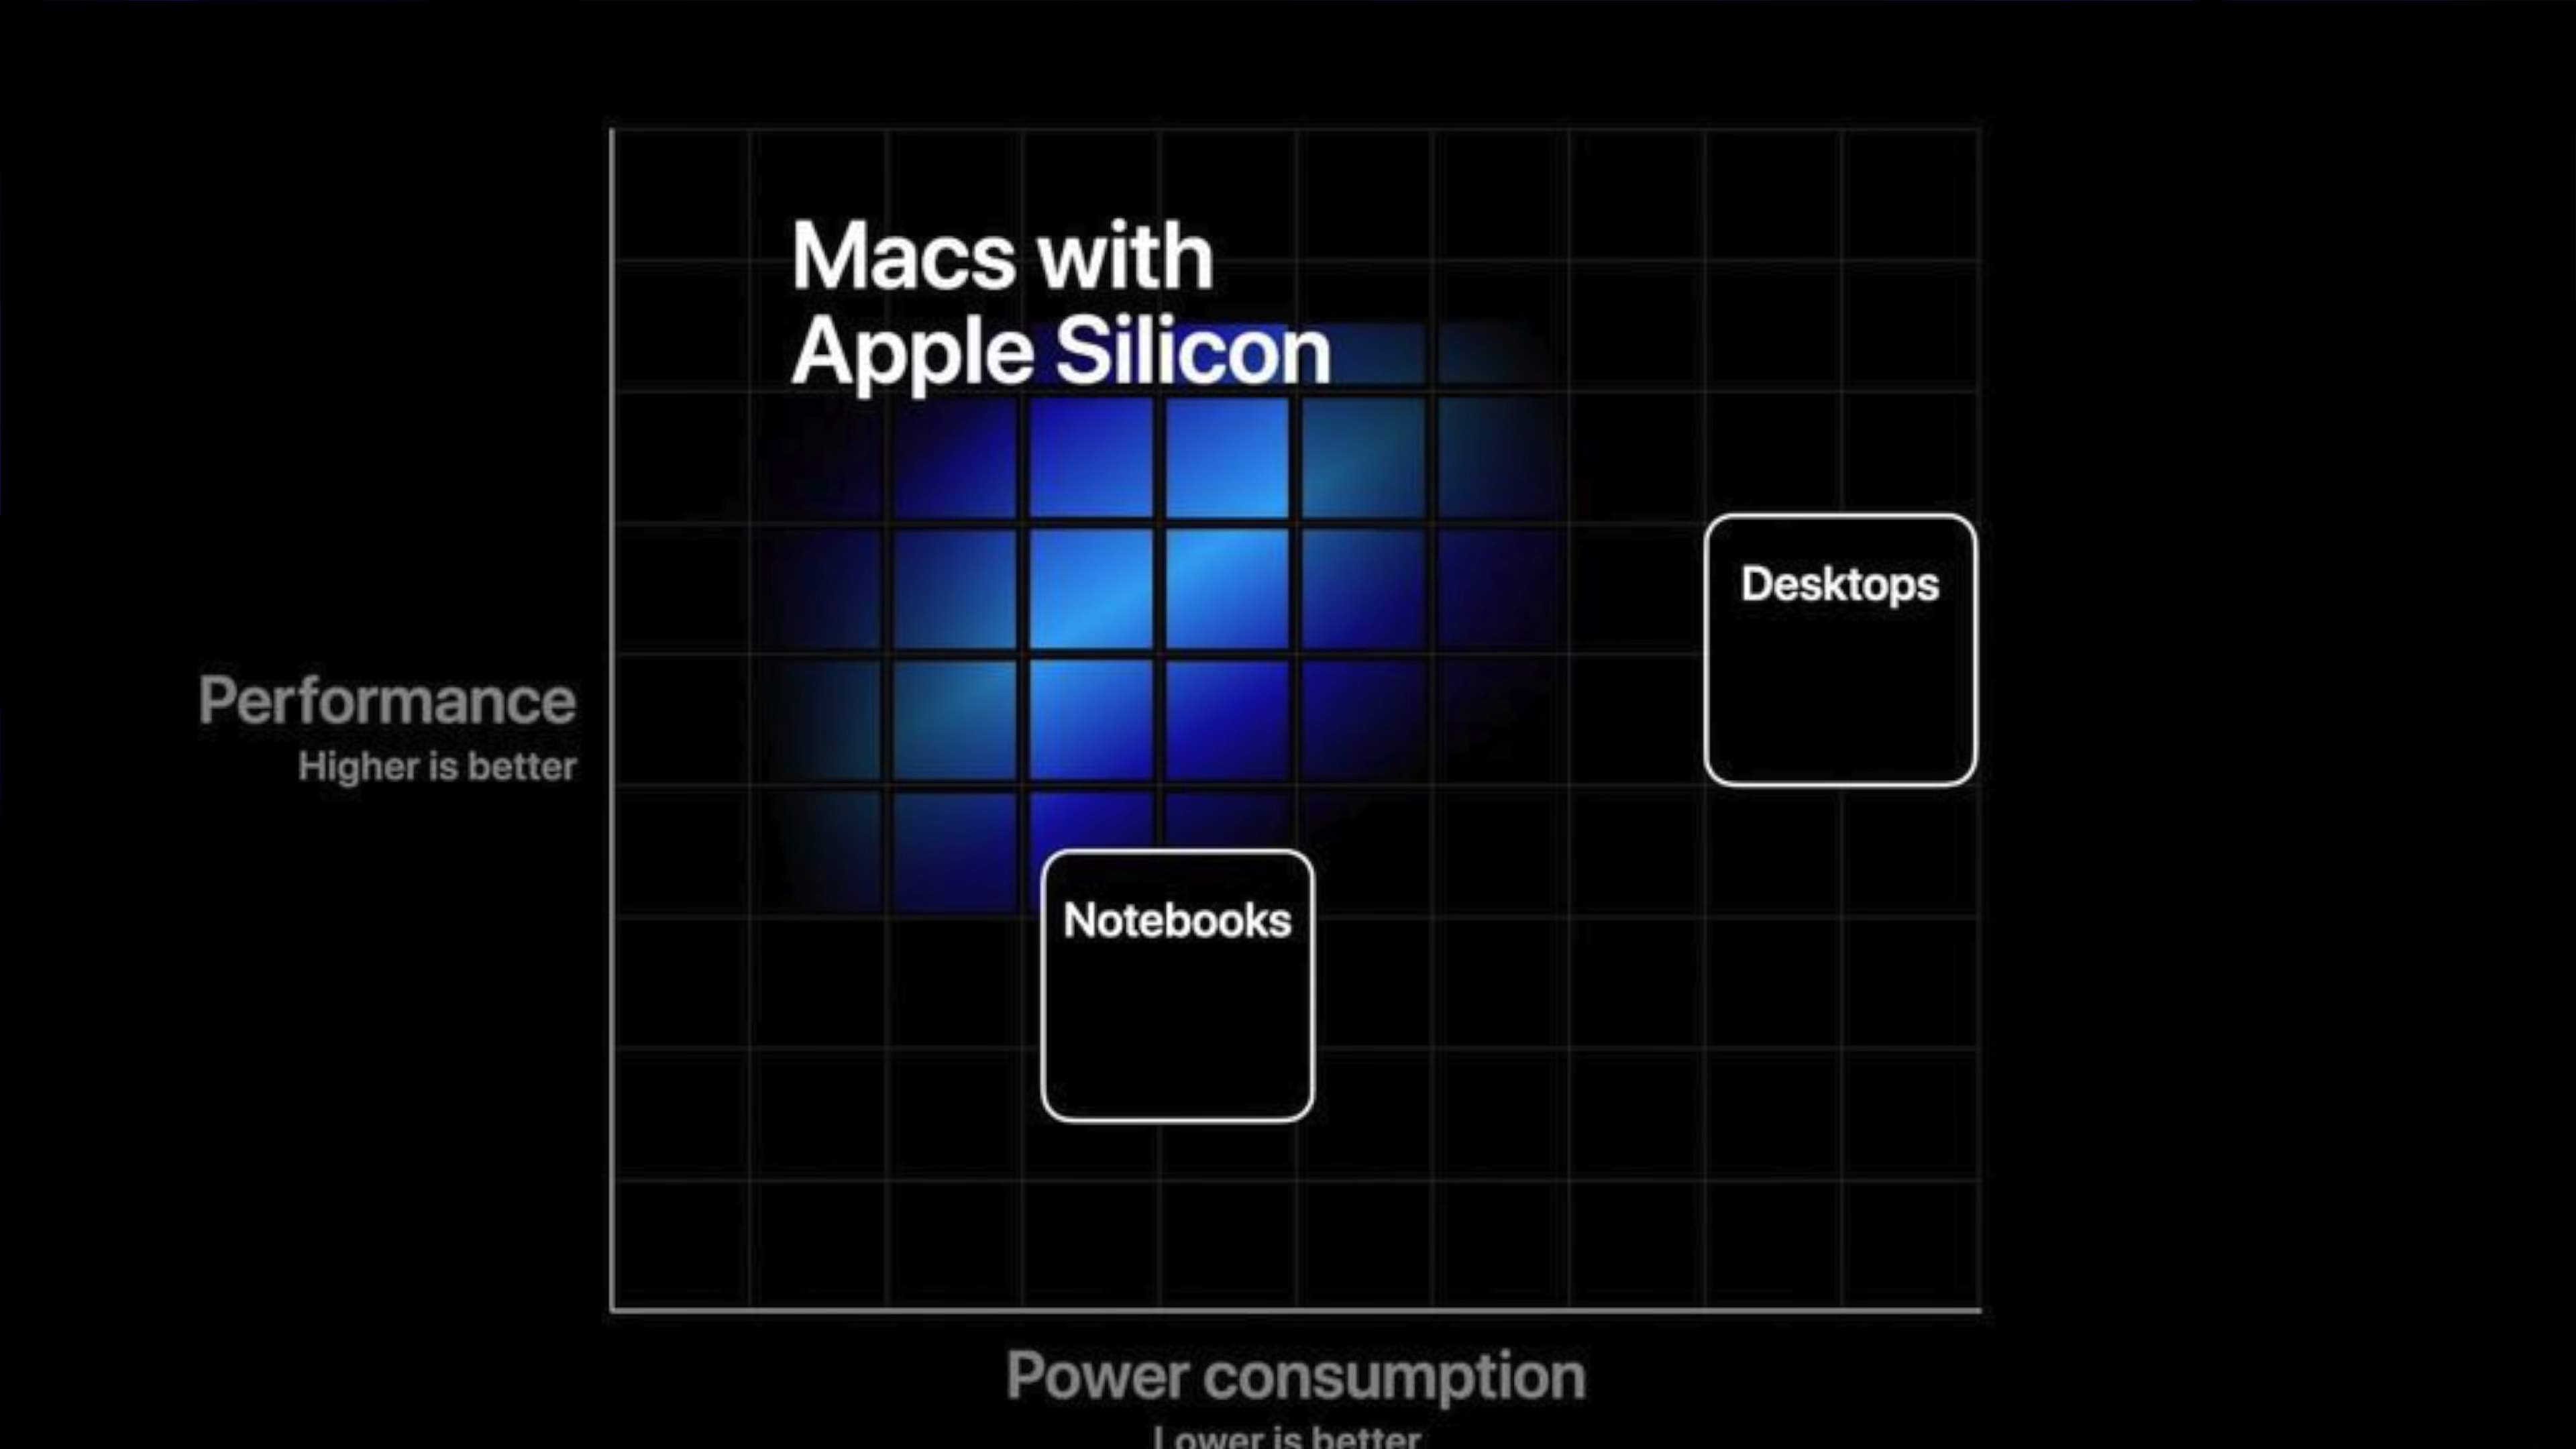 Macs with
Apple Silicon
Desktops
Performance
Higher is better
Notebooks
Power consumption
Lower is better